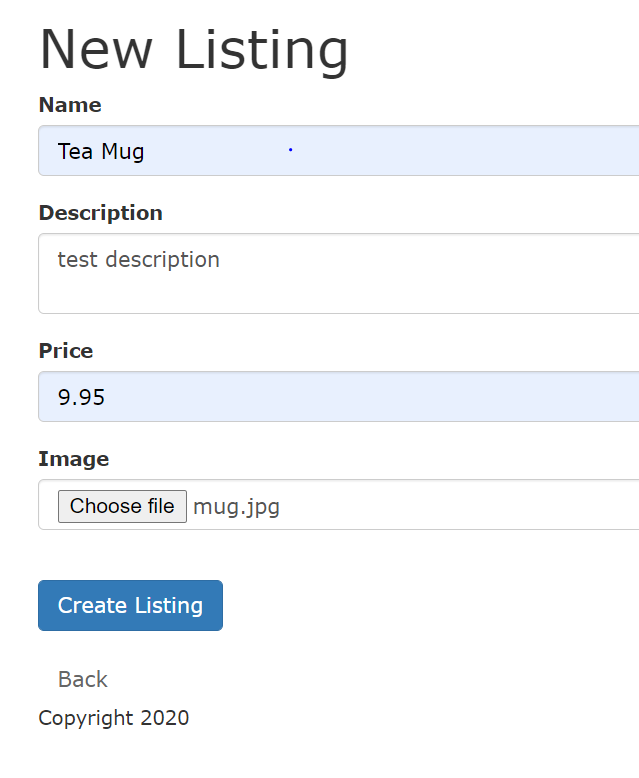 New Listing
Name
Tea Mug
Description
test description
Price
9.95
Image
Choose file mug.jpg
Create Listing
Back
Copyright 2020